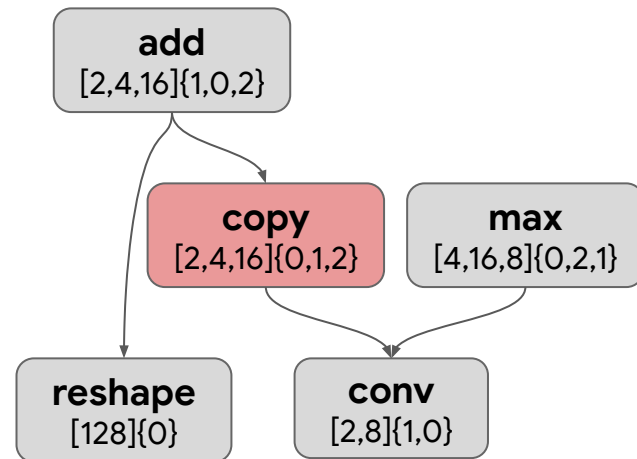 add
[2,4,16]{1,0,2}
copy
[2,4,16]{0,1,2}
max
[4,16,8]{0,2,1}
reshape
[128]{0}
conv
[2,8]{1,0}